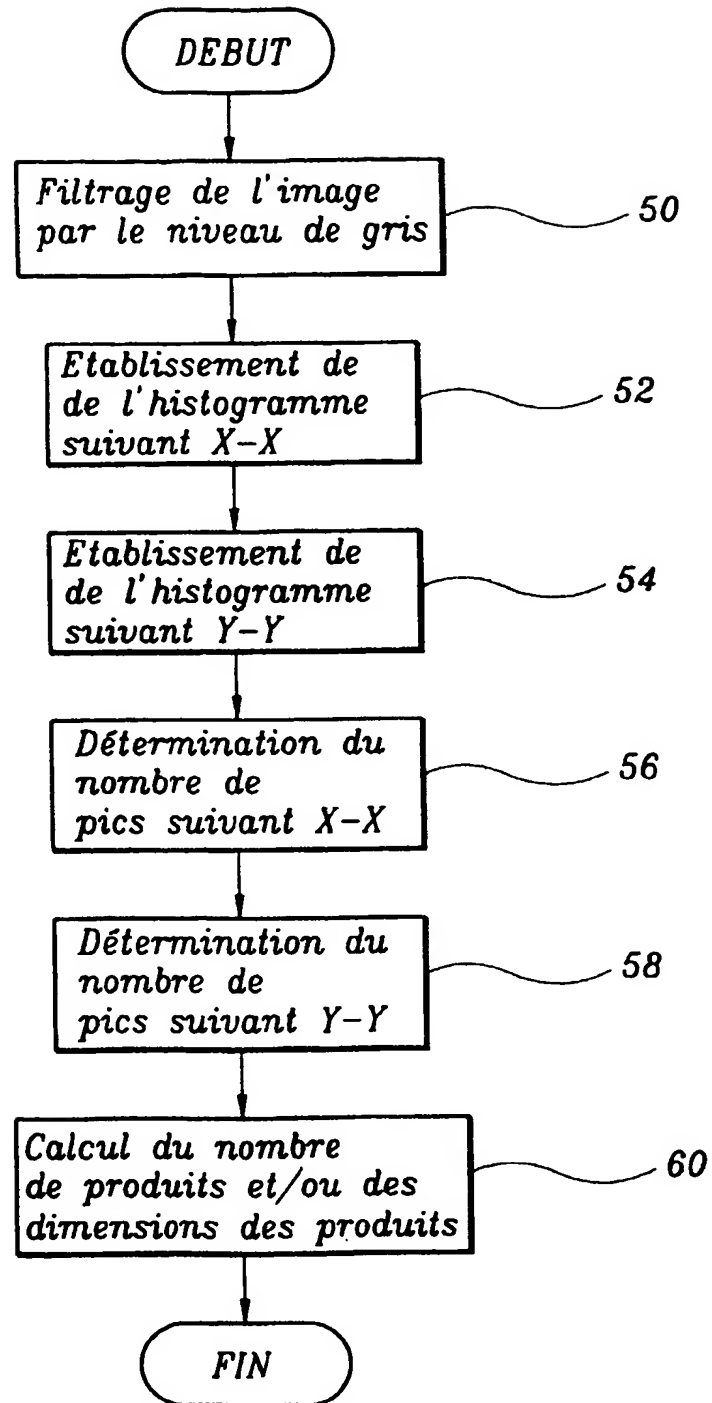 DEBUT
Filtrage de l'image
par le niveau de gris
50
Etablissement de
de l'histogramme
suivant X-X
52
Etablissement de
de l'histogramme
suivant Y-Y
54
Détermination du
nombre de
pics suivant X-X
56
Détermination du
nombre de
pics suivant Y-Y
58
Calcul du nombre
de produits et/ou des
dimensions des produits
60
FIN